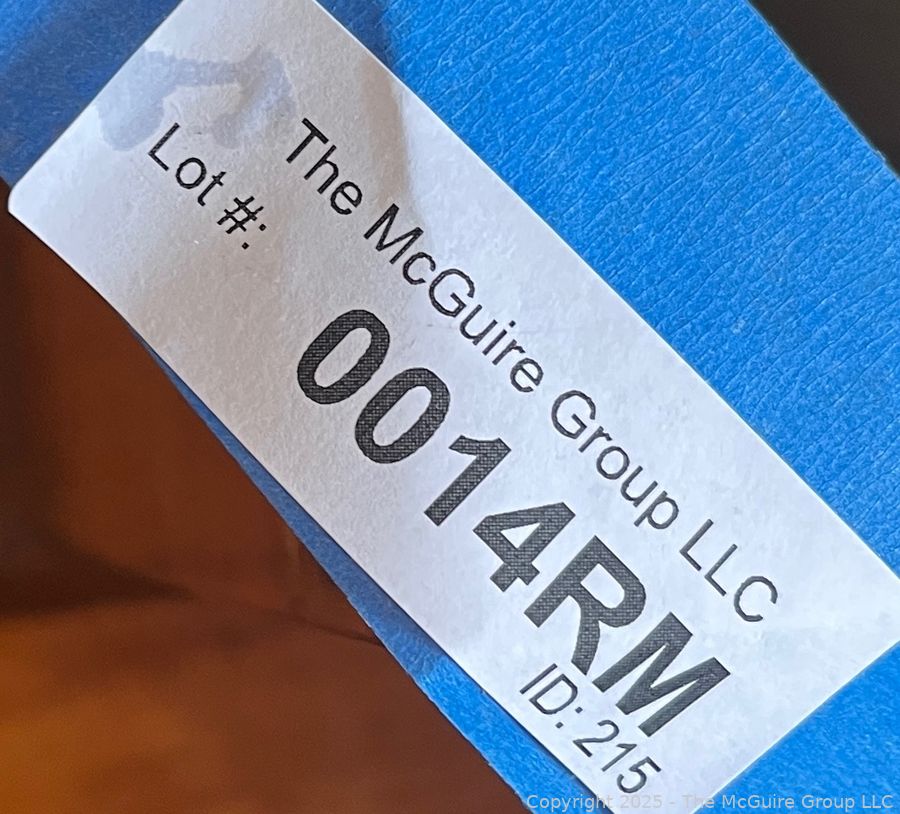 The McGuire Group LLC
Lot #:
0014RM
ID: 215
Copyright 2025 - The McGuire Group LLC